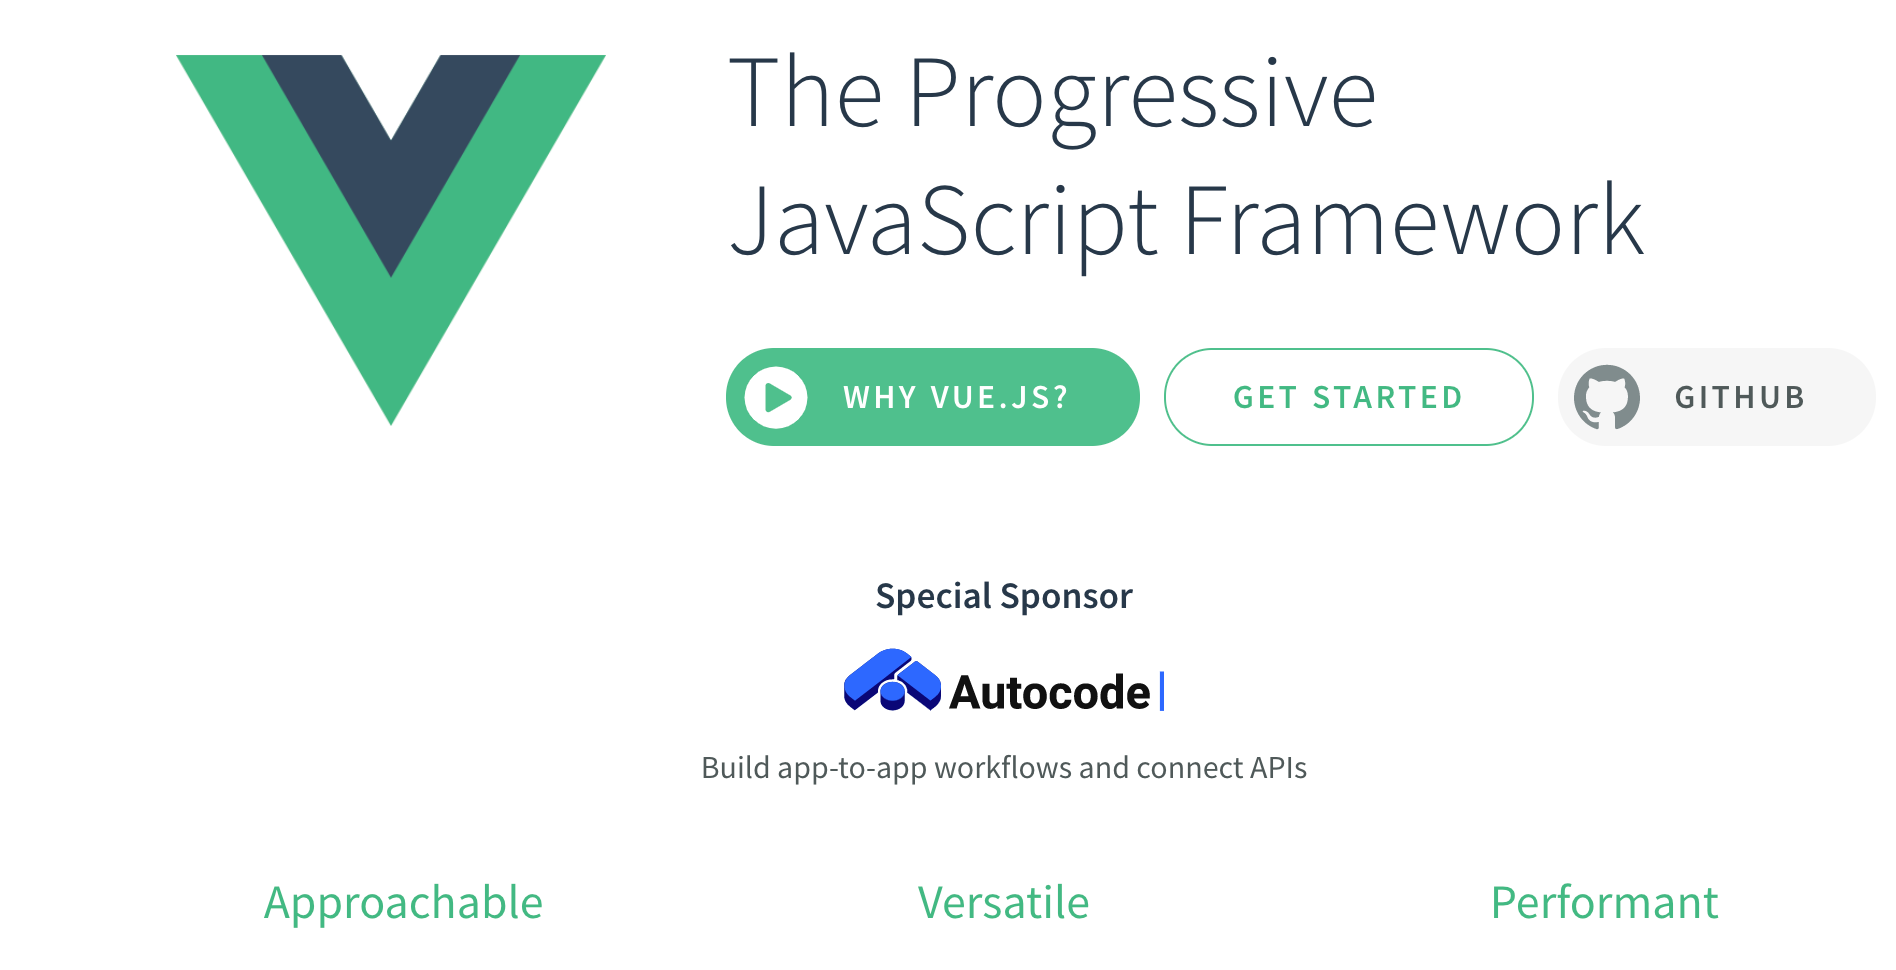 The Progressive
JavaScript Framework
WHY VUE.JS?
GET STARTED
GITHUB
Special Sponsor
Autocode
Build app-to-app workflows and connect APIs
Approachable
Versatile
Performant